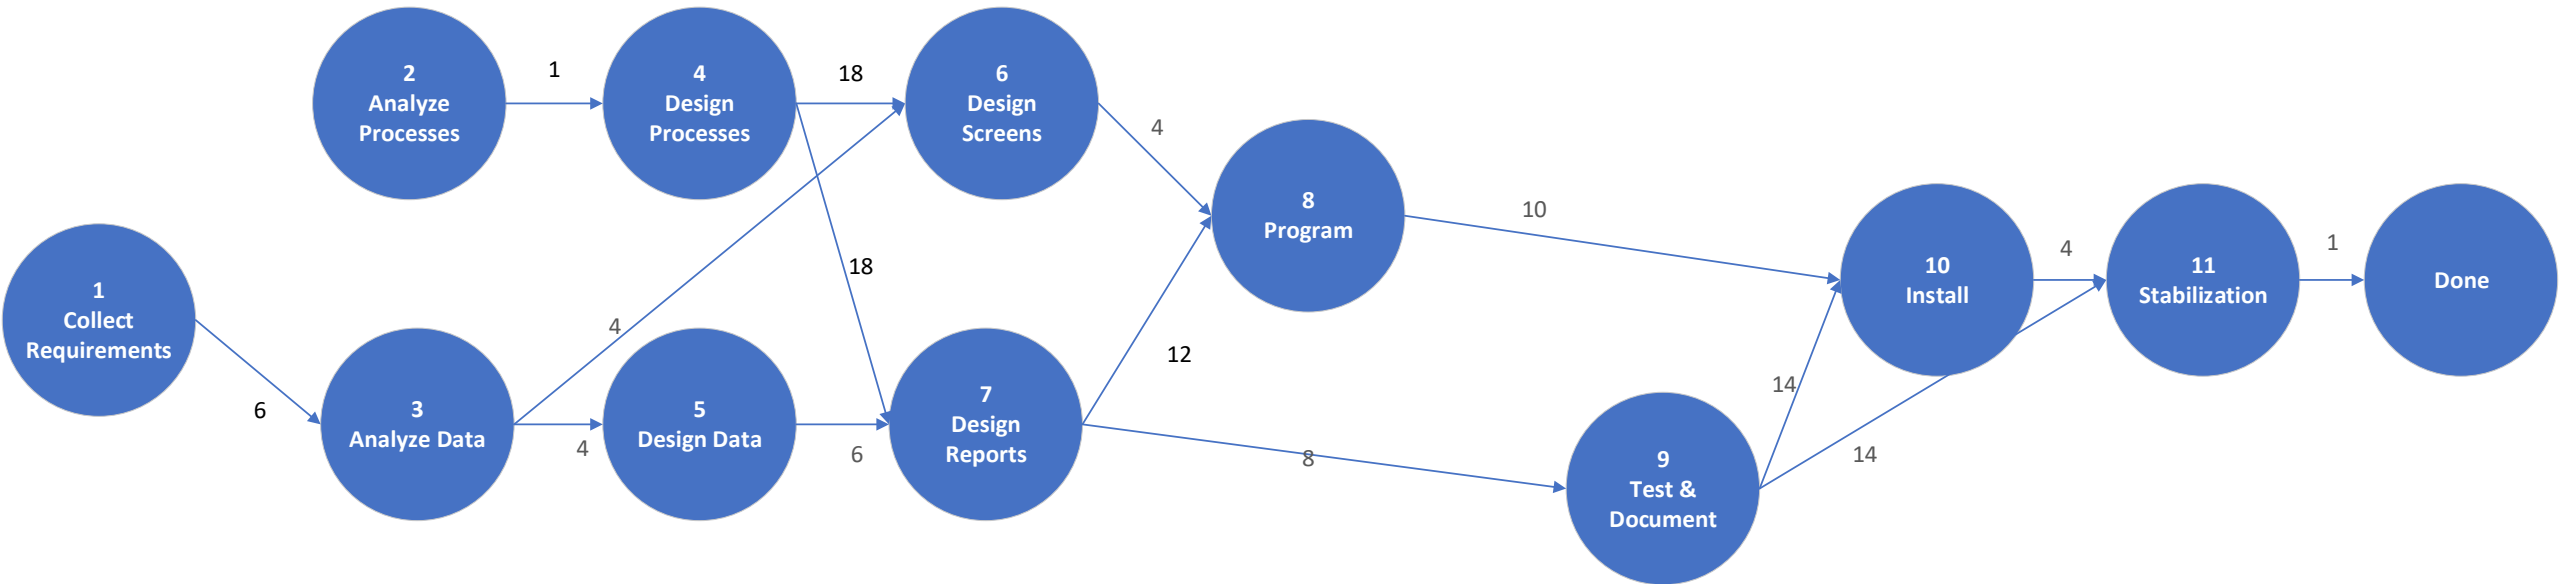 2
Analyze
Processes
1
4
Design
Processes
18
6
Design
Screens
4
8
Program
10
10
Install
4
11
Stabilization
1
Done
1
Collect
Requirements
6
3
Analyze Data
4
4
5
Design Data
6
18
7
Design
Reports
12
8
9
Test &
Document
14
14